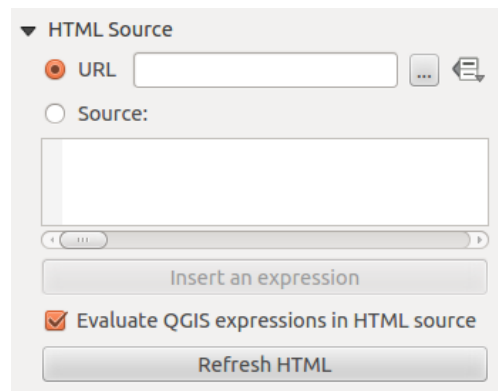 HTML Source
URL
...
Source:
Insert an expression
Evaluate QGIS expressions in HTML source
Refresh HTML